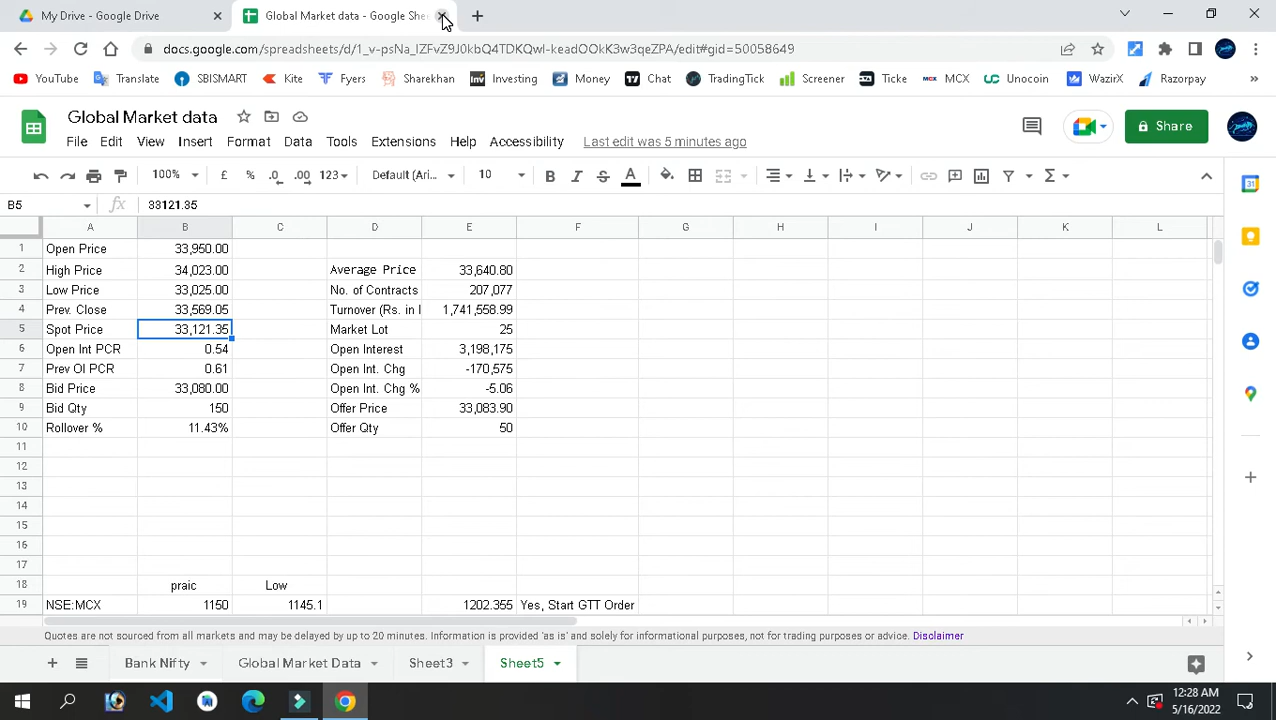 My Drive - Google Drive
Global Market data - Google She
docs.google.com/spreadsheets/d/1_v-psNa_IZFvZ9J0kbQ4TDKQwl-keadOOkK3w3qeZPA/edit#gid=50058649
YouTube Translate SBISMART Kite Fyers Sharekhan Investing Money Chat TradingTick Screener Ticke MCX Unocoin WazirX Razorpay
Global Market data
Share
File Edit View Insert Format Data Tools Extensions Help Accessibility Last edit was 5 minutes ago
100% £ % .0 .00 123 Default (Ari... 10
B5 fx 33121.35
A B C D E F G H I J K L
1 Open Price 33,950.00
2 High Price 34,023.00 Average Price 33,640.80
3 Low Price 33,025.00 No. of Contracts 207,077
4 Prev. Close 33,569.05 Turnover (Rs. in l 1,741,558.99
5 Spot Price 33,121.35 Market Lot 25
6 Open Int PCR 0.54 Open Interest 3,198,175
7 Prev OI PCR 0.61 Open Int. Chg -170,575
8 Bid Price 33,080.00 Open Int. Chg % -5.06
9 Bid Qty 150 Offer Price 33,083.90
10 Rollover % 11.43% Offer Qty 50
11
12
13
14
15
16
17
18 praic Low
19 NSE:MCX 1150 1145.1 1202.355 Yes, Start GTT Order
Quotes are not sourced from all markets and may be delayed by up to 20 minutes. Information is provided 'as is' and solely for informational purposes, not for trading purposes or advice. Disclaimer
Bank Nifty Global Market Data Sheet3 Sheet5
12:28 AM
5/16/2022